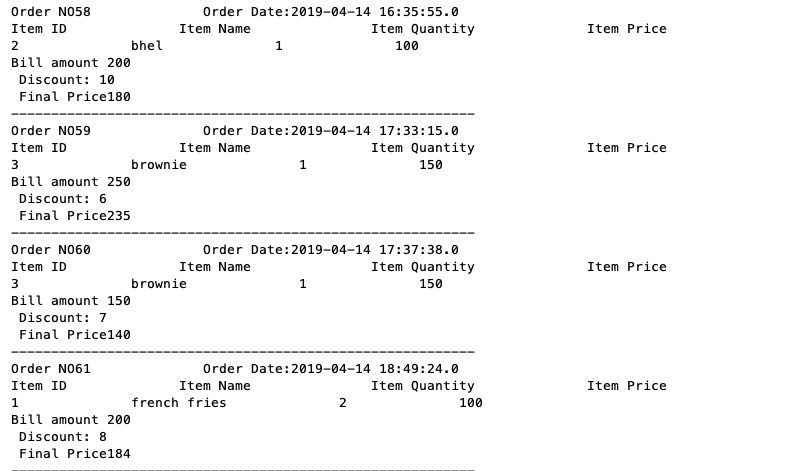 Order NO58 Order Date:2019-04-14 16:35:55.0
Item ID Item Name Item Quantity Item Price
2 bhel 1 100
Bill amount 200
Discount: 10
Final Price180
----------------------------------------------------------
Order NO59 Order Date:2019-04-14 17:33:15.0
Item ID Item Name Item Quantity Item Price
3 brownie 1 150
Bill amount 250
Discount: 6
Final Price235
----------------------------------------------------------
Order NO60 Order Date:2019-04-14 17:37:38.0
Item ID Item Name Item Quantity Item Price
3 brownie 1 150
Bill amount 150
Discount: 7
Final Price140
----------------------------------------------------------
Order NO61 Order Date:2019-04-14 18:49:24.0
Item ID Item Name Item Quantity Item Price
1 french fries 2 100
Bill amount 200
Discount: 8
Final Price184
----------------------------------------------------------